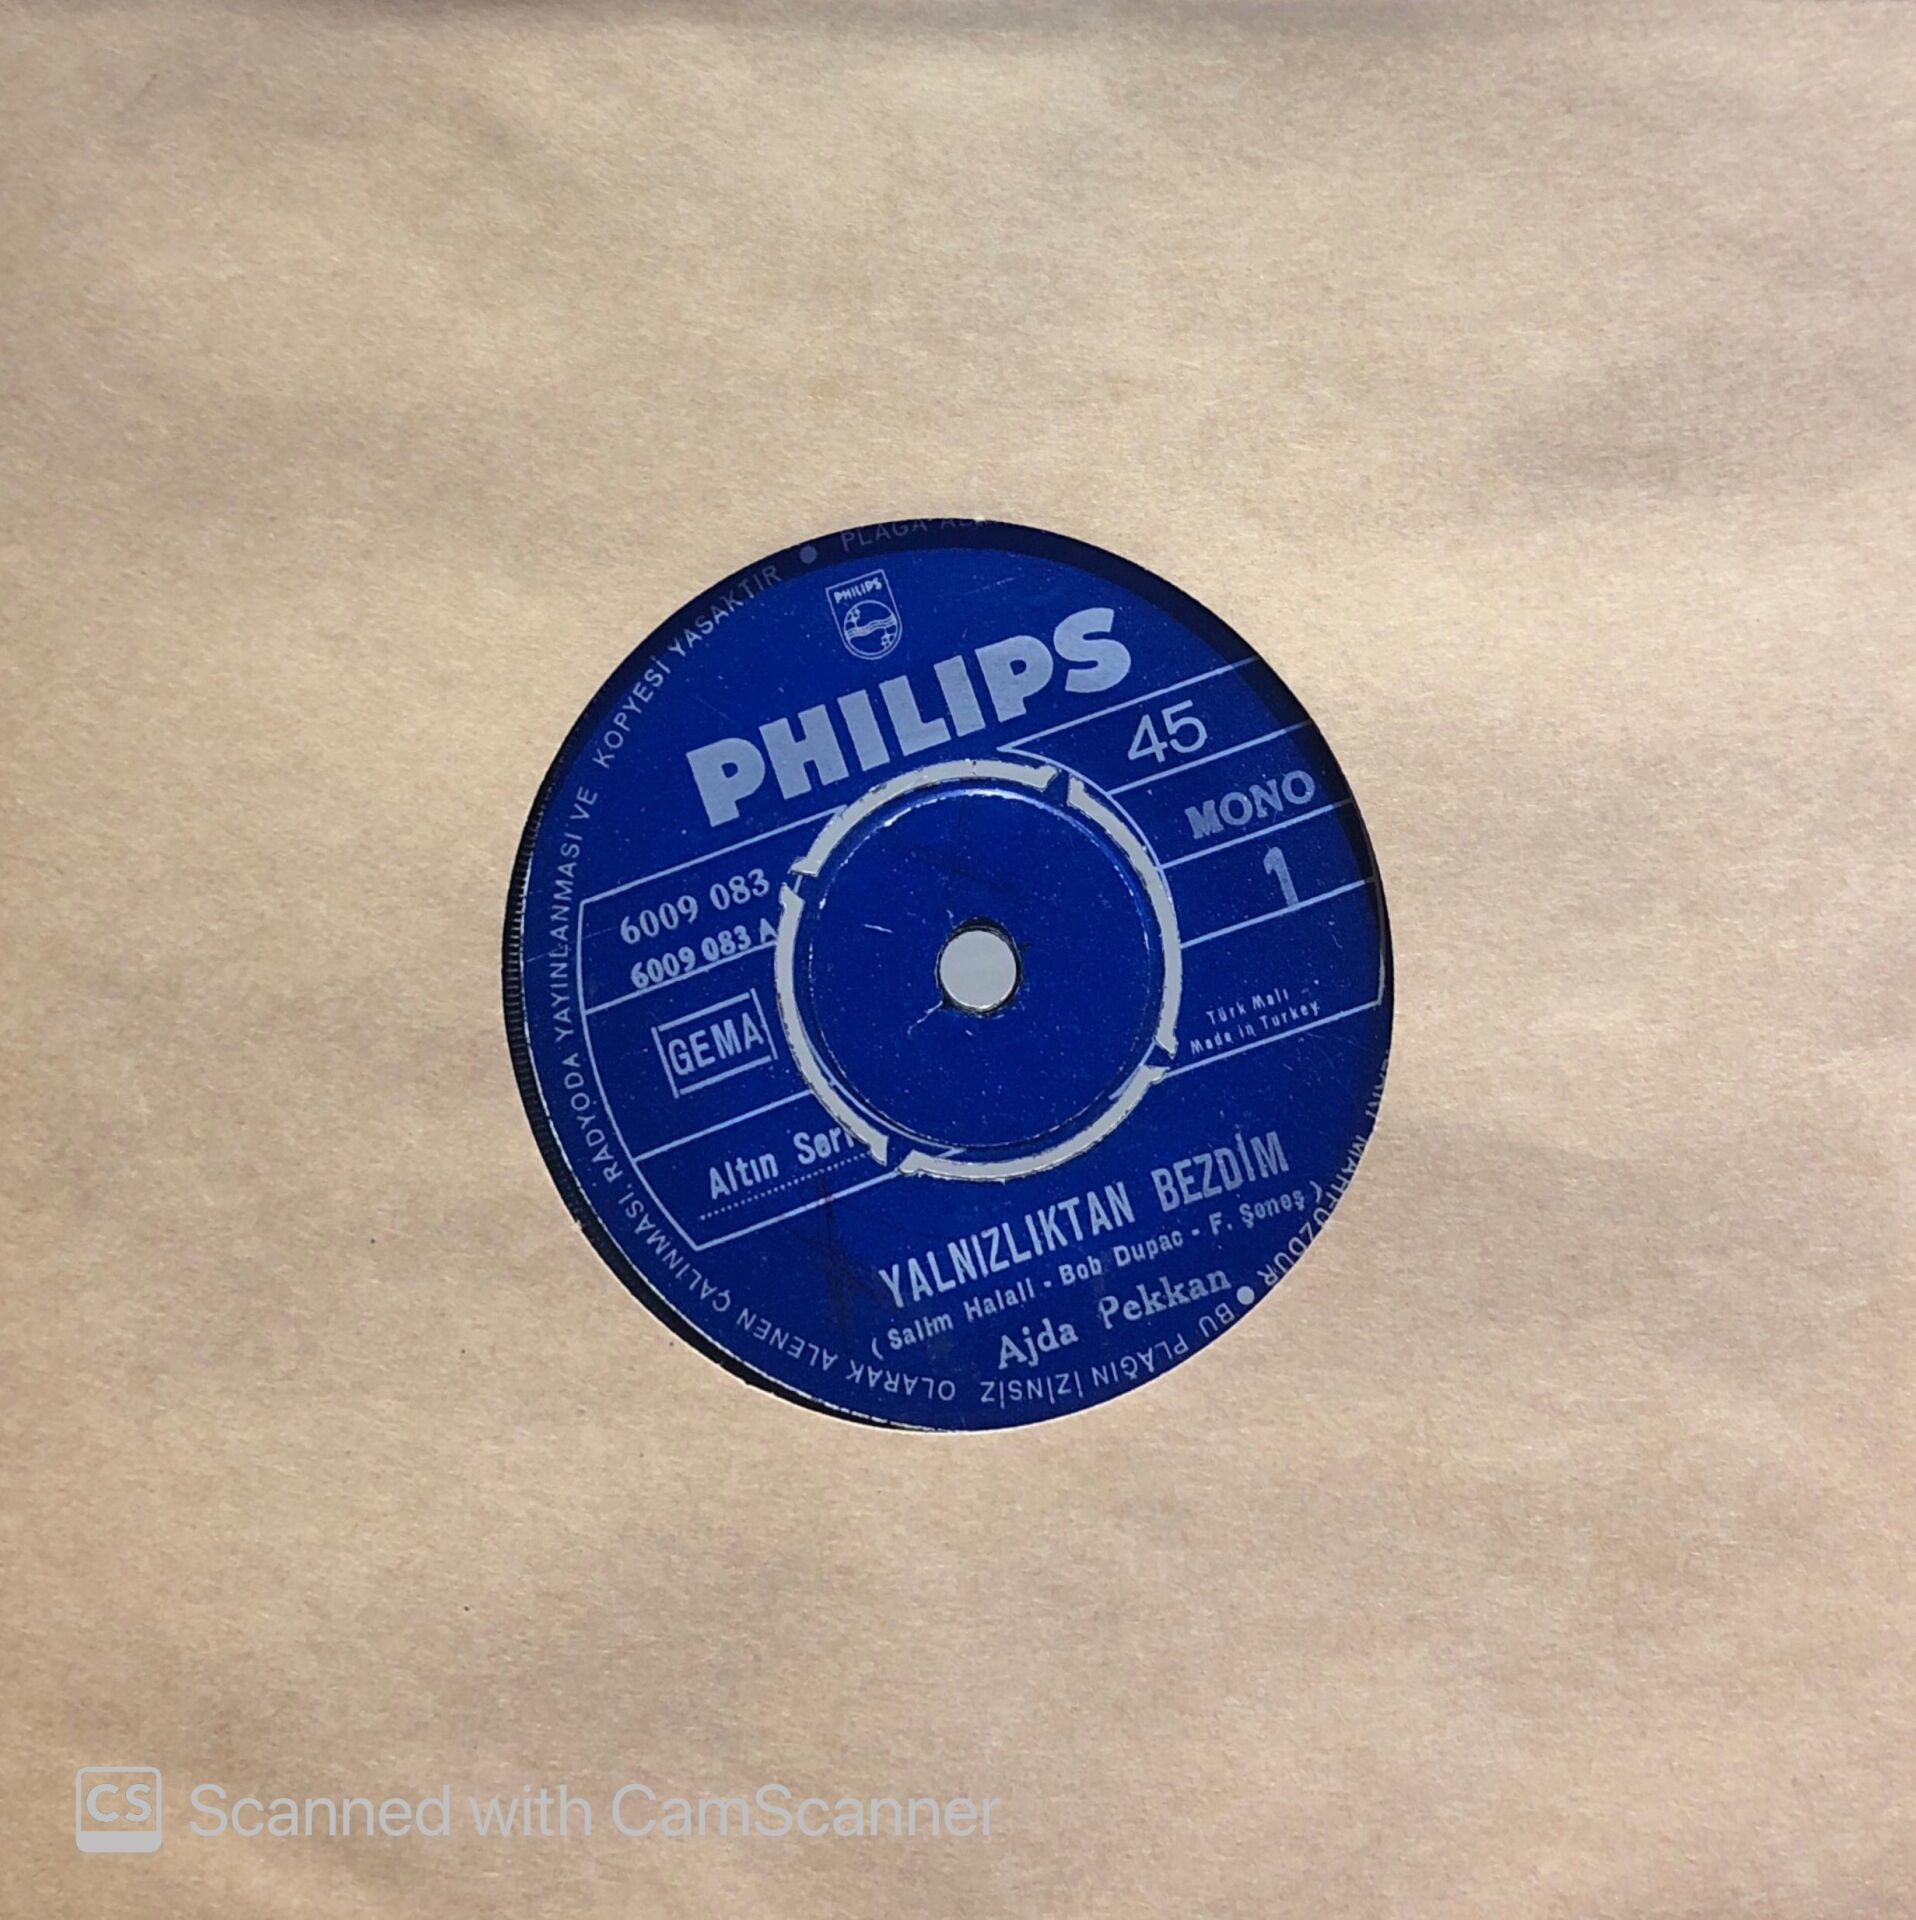 PHILIPS
PHILIPS
45
MONO
1
6009 083
6009 083 A
GEMA
Türk Malı
Made in Turkey
Altın Seri
YALNIZLIKTAN BEZDİM
( Salim Halali - Bob Dupac - F. Şeneş )
Ajda Pekkan
BU PLAĞIN İZİNSİZ OLARAK ALENEN ÇALINMASI, RADYODA YAYINLANMASI VE KOPYESİ YASAKTIR
CS Scanned with CamScanner